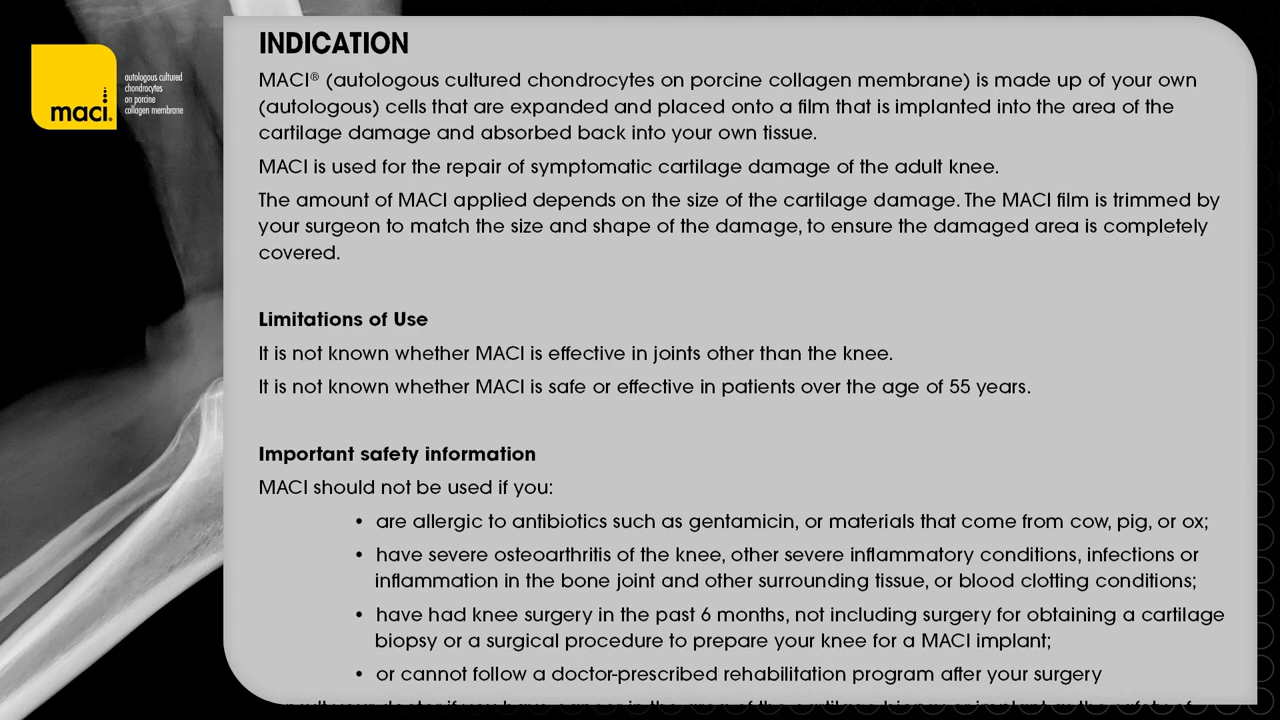 maci®
autologous cultured
chondrocytes
on porcine
collagen membrane
INDICATION
MACI® (autologous cultured chondrocytes on porcine collagen membrane) is made up of your own
(autologous) cells that are expanded and placed onto a film that is implanted into the area of the
cartilage damage and absorbed back into your own tissue.
MACI is used for the repair of symptomatic cartilage damage of the adult knee.
The amount of MACI applied depends on the size of the cartilage damage. The MACI film is trimmed by
your surgeon to match the size and shape of the damage, to ensure the damaged area is completely
covered.
Limitations of Use
It is not known whether MACI is effective in joints other than the knee.
It is not known whether MACI is safe or effective in patients over the age of 55 years.
Important safety information
MACI should not be used if you:
• are allergic to antibiotics such as gentamicin, or materials that come from cow, pig, or ox;
• have severe osteoarthritis of the knee, other severe inflammatory conditions, infections or
inflammation in the bone joint and other surrounding tissue, or blood clotting conditions;
• have had knee surgery in the past 6 months, not including surgery for obtaining a cartilage
biopsy or a surgical procedure to prepare your knee for a MACI implant;
• or cannot follow a doctor-prescribed rehabilitation program after your surgery